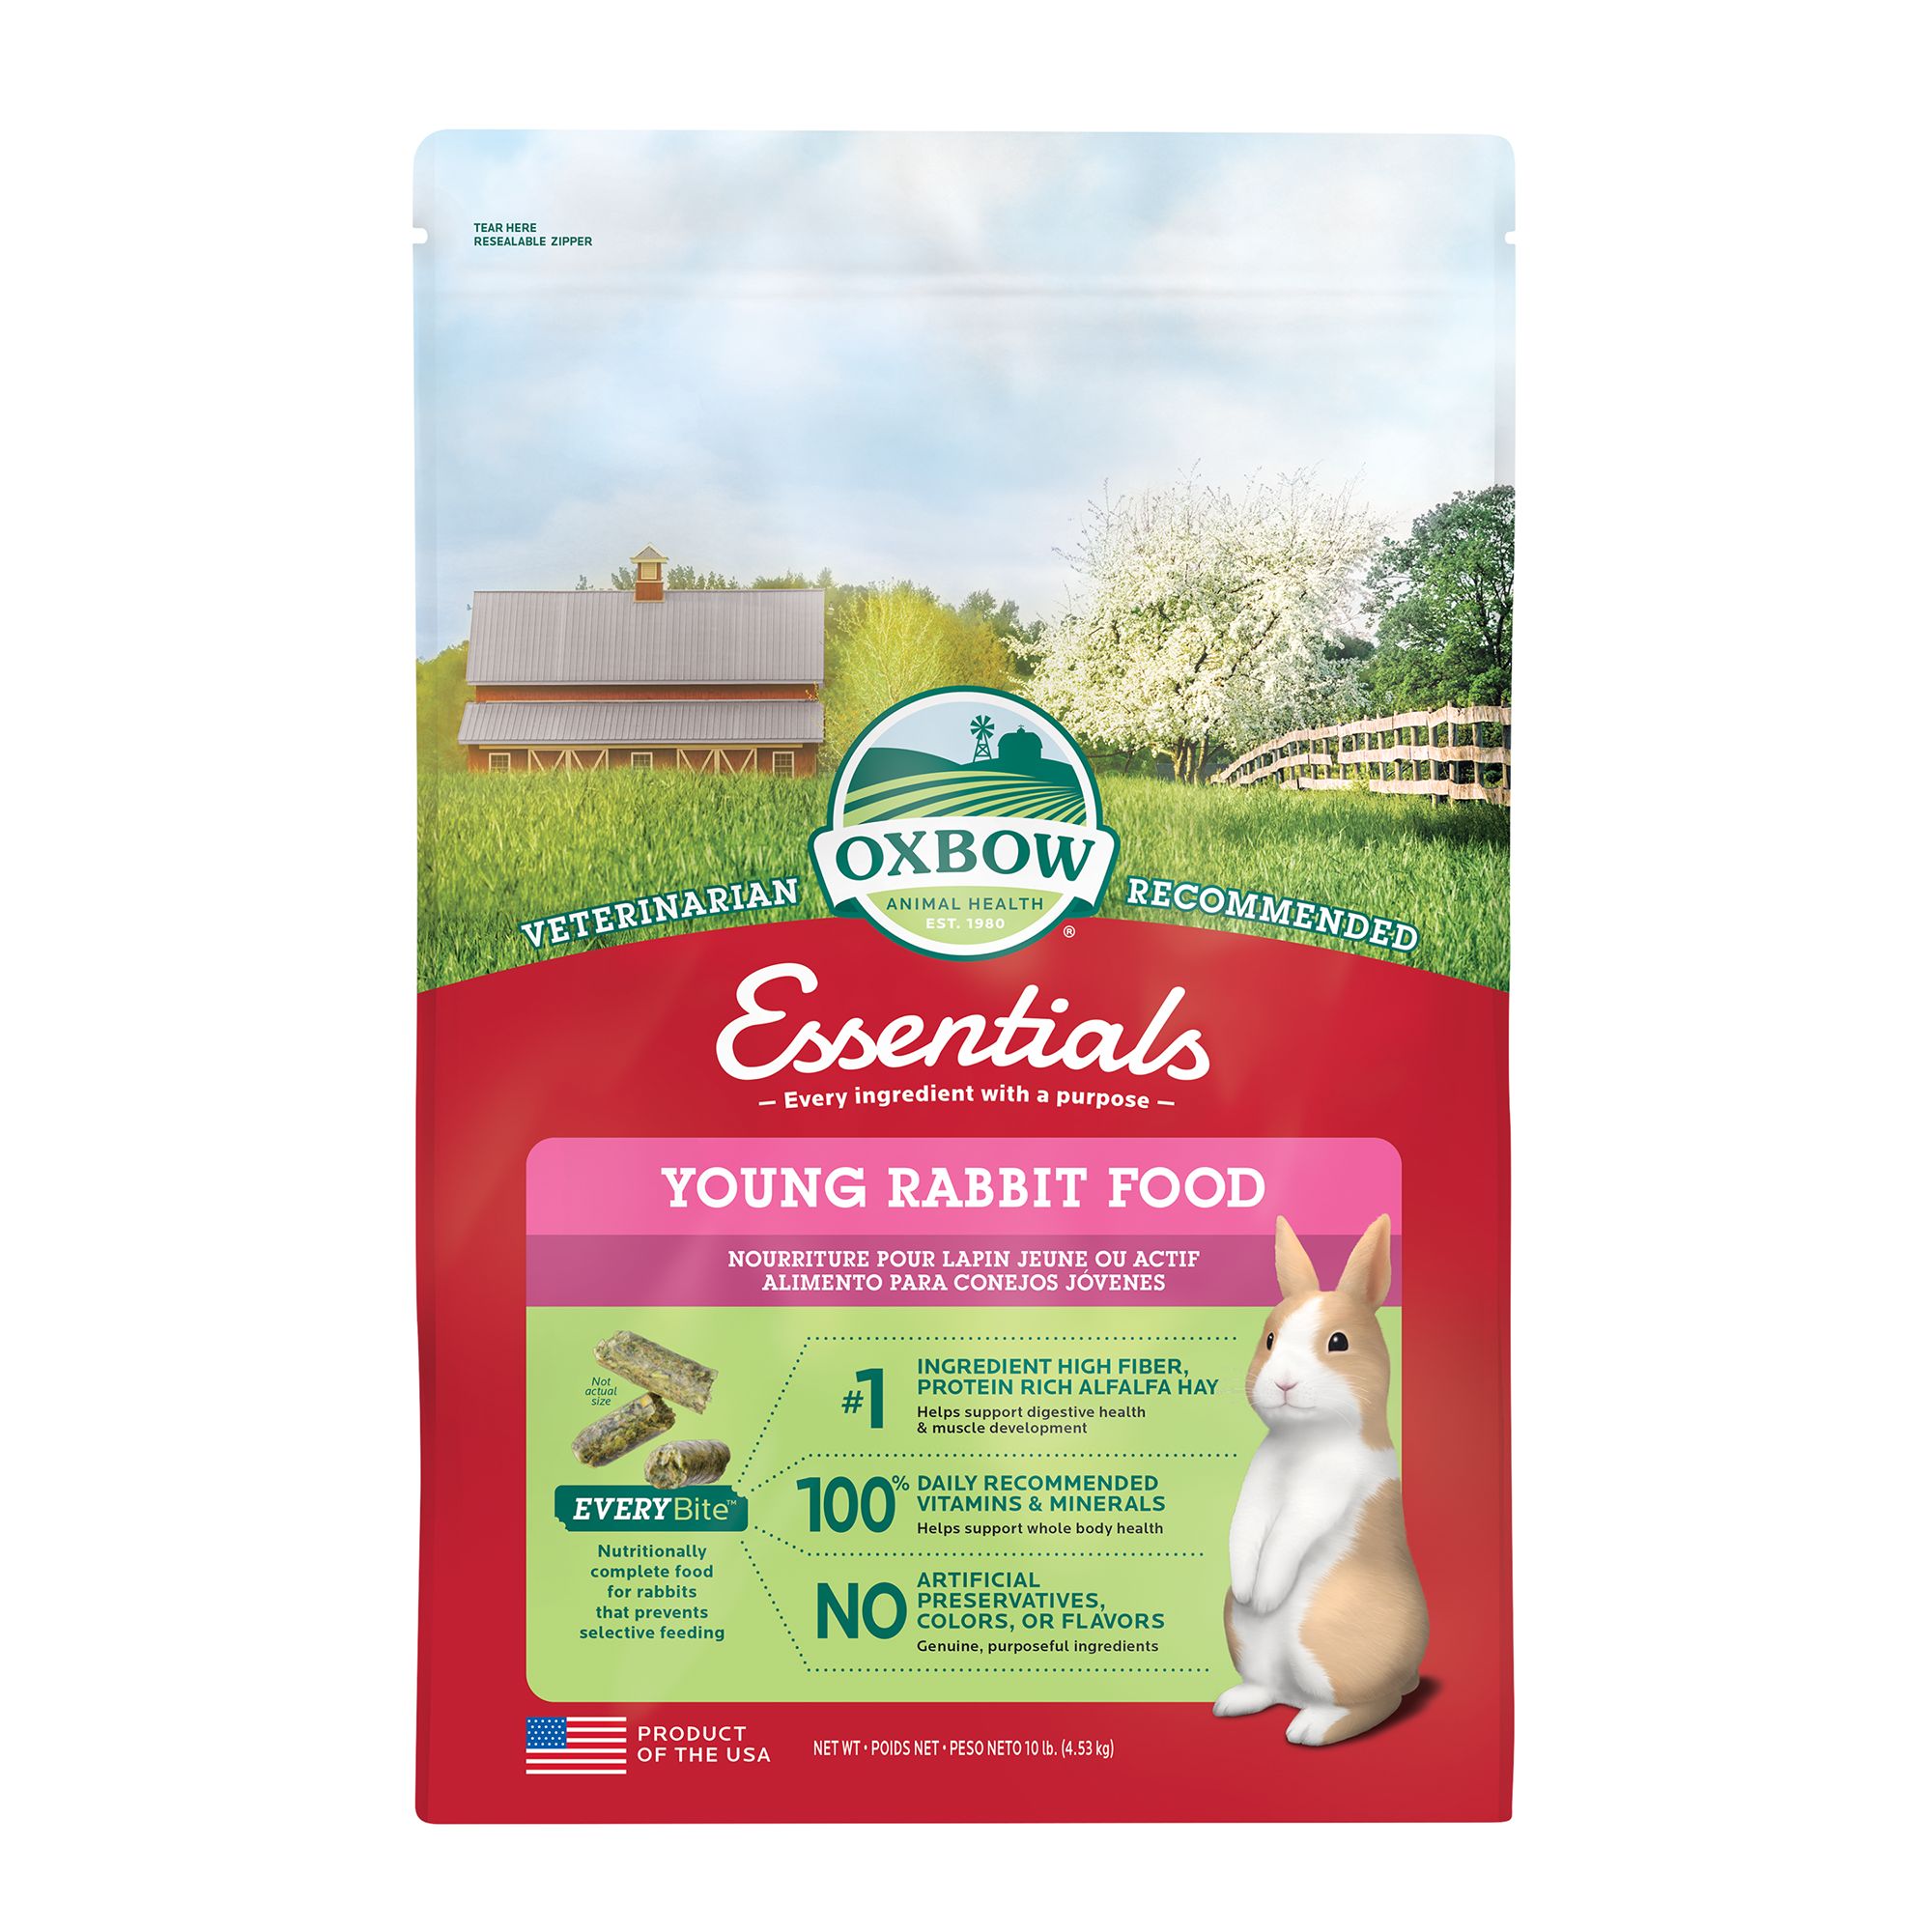 TEAR HERE
RESEALABLE ZIPPER
OXBOW
ANIMAL HEALTH
EST. 1980
®
VETERINARIAN RECOMMENDED
Essentials
– Every ingredient with a purpose –
YOUNG RABBIT FOOD
NOURRITURE POUR LAPIN JEUNE OU ACTIF
ALIMENTO PARA CONEJOS JÓVENES
Not
actual
size
EVERYBite™
Nutritionally
complete food
for rabbits
that prevents
selective feeding
#1
INGREDIENT HIGH FIBER,
PROTEIN RICH ALFALFA HAY
Helps support digestive health
& muscle development
100%
DAILY RECOMMENDED
VITAMINS & MINERALS
Helps support whole body health
NO
ARTIFICIAL
PRESERVATIVES,
COLORS, OR FLAVORS
Genuine, purposeful ingredients
PRODUCT
OF THE USA
NET WT • POIDS NET • PESO NETO 10 lb. (4.53 kg)